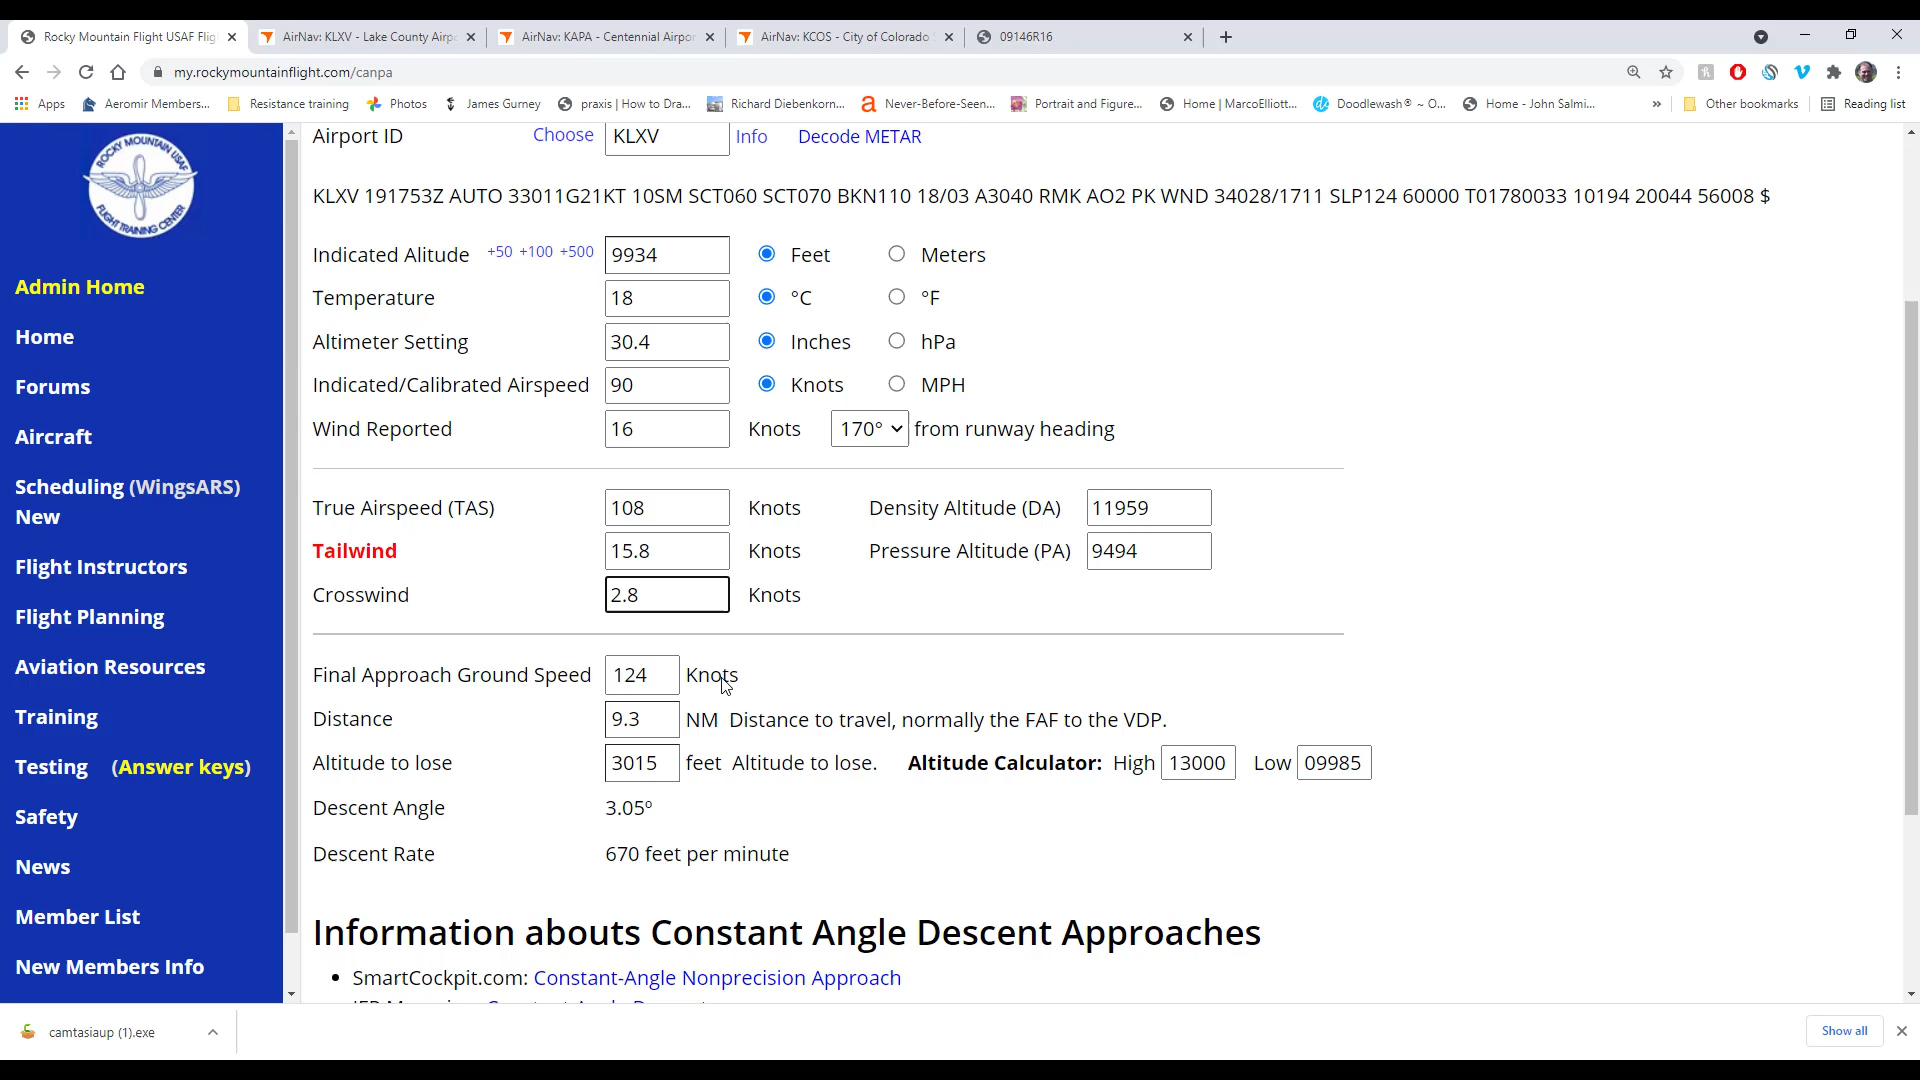 Rocky Mountain Flight USAF Flig
AirNav: KLXV - Lake County Airpo
AirNav: KAPA - Centennial Airpor
AirNav: KCOS - City of Colorado S
09146R16
my.rockymountainflight.com/canpa
Apps Aeromir Members... Resistance training Photos James Gurney praxis | How to Dra... Richard Diebenkorn... Never-Before-Seen... Portrait and Figure... Home | MarcoElliott... Doodlewash® ~ O... Home - John Salmi... » Other bookmarks Reading list
ROCKY MOUNTAIN USAF
FLIGHT TRAINING CENTER
Admin Home
Home
Forums
Aircraft
Scheduling (WingsARS)
New
Flight Instructors
Flight Planning
Aviation Resources
Training
Testing (Answer keys)
Safety
News
Member List
New Members Info
Airport ID Choose KLXV Info Decode METAR
KLXV 191753Z AUTO 33011G21KT 10SM SCT060 SCT070 BKN110 18/03 A3040 RMK AO2 PK WND 34028/1711 SLP124 60000 T01780033 10194 20044 56008 $
Indicated Alitude +50 +100 +500 9934 Feet Meters
Temperature 18 °C °F
Altimeter Setting 30.4 Inches hPa
Indicated/Calibrated Airspeed 90 Knots MPH
Wind Reported 16 Knots 170° from runway heading
True Airspeed (TAS) 108 Knots Density Altitude (DA) 11959
Tailwind 15.8 Knots Pressure Altitude (PA) 9494
Crosswind 2.8 Knots
Final Approach Ground Speed 124 Knots
Distance 9.3 NM Distance to travel, normally the FAF to the VDP.
Altitude to lose 3015 feet Altitude to lose. Altitude Calculator: High 13000 Low 09985
Descent Angle 3.05º
Descent Rate 670 feet per minute
Information abouts Constant Angle Descent Approaches
SmartCockpit.com: Constant-Angle Nonprecision Approach
camtasiaup (1).exe
Show all